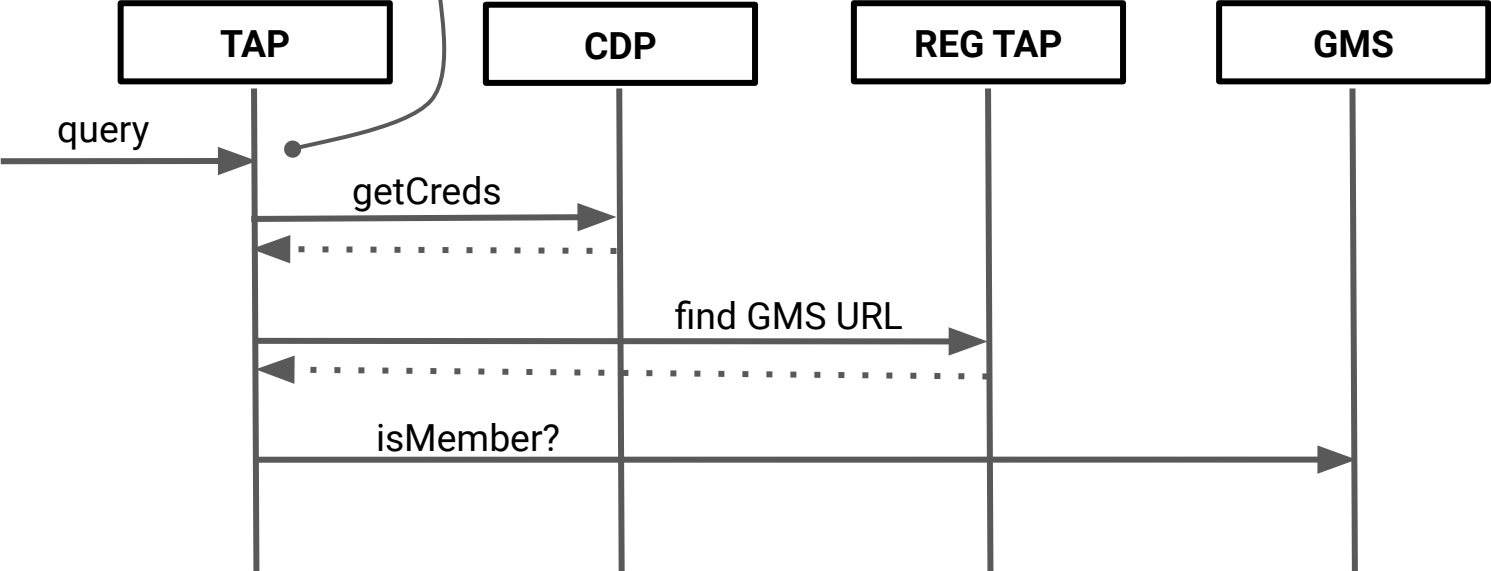 TAP
CDP
REG TAP
GMS
query
getCreds
find GMS URL
isMember?